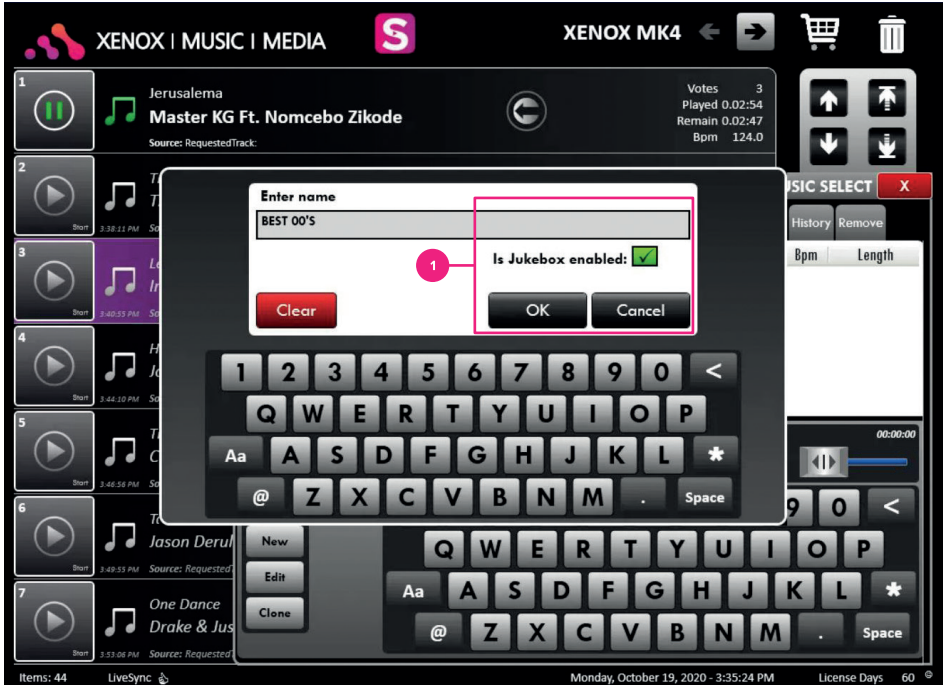 XENOX | MUSIC | MEDIA
S
XENOX MK4
1
Jerusalema
Master KG Ft. Nomcebo Zikode
Source: RequestedTrack:
Votes 3
Played 0.02:54
Remain 0.02:47
Bpm 124.0
2
Start
3:38:11 PM
3
Start
3:40:55 PM
4
Start
3:44:10 PM
5
Start
3:46:56 PM
6
Start
Jason Derul
3:49:55 PM Source: Requested
7
Start
One Dance
Drake & Jus
3:53:06 PM Source: Requested
Enter name
BEST 00'S
1
Is Jukebox enabled:
Clear
OK
Cancel
1 2 3 4 5 6 7 8 9 0 <
Q W E R T Y U I O P
Aa A S D F G H J K L *
@ Z X C V B N M . Space
USIC SELECT X
History Remove
Bpm Length
00:00:00
New
Edit
Clone
9 0 <
Q W E R T Y U I O P
Aa A S D F G H J K L *
@ Z X C V B N M . Space
Items: 44
LiveSync
Monday, October 19, 2020 - 3:35:24 PM
License Days 60